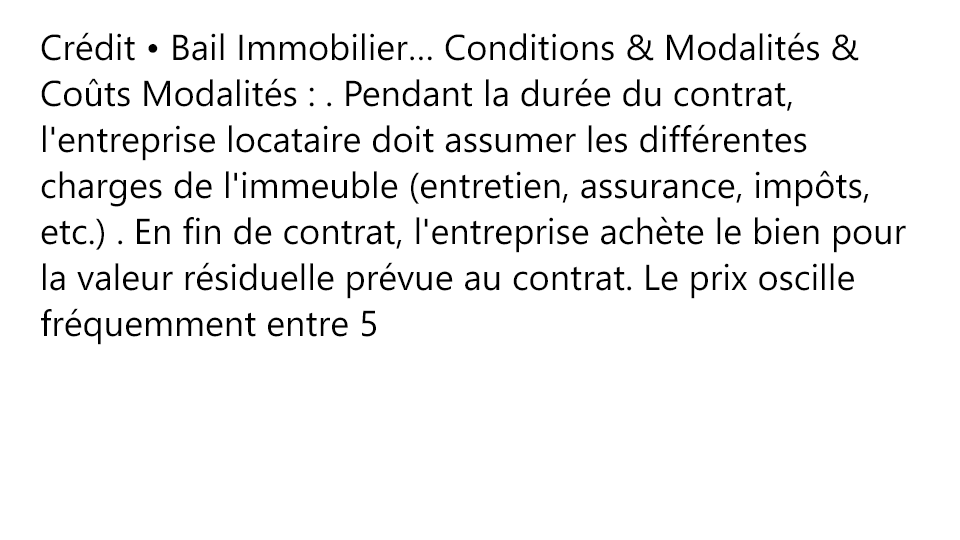 Crédit • Bail Immobilier... Conditions & Modalités &
Coûts Modalités : . Pendant la durée du contrat,
l'entreprise locataire doit assumer les différentes
charges de l'immeuble (entretien, assurance, impôts,
etc.) . En fin de contrat, l'entreprise achète le bien pour
la valeur résiduelle prévue au contrat. Le prix oscille
fréquemment entre 5